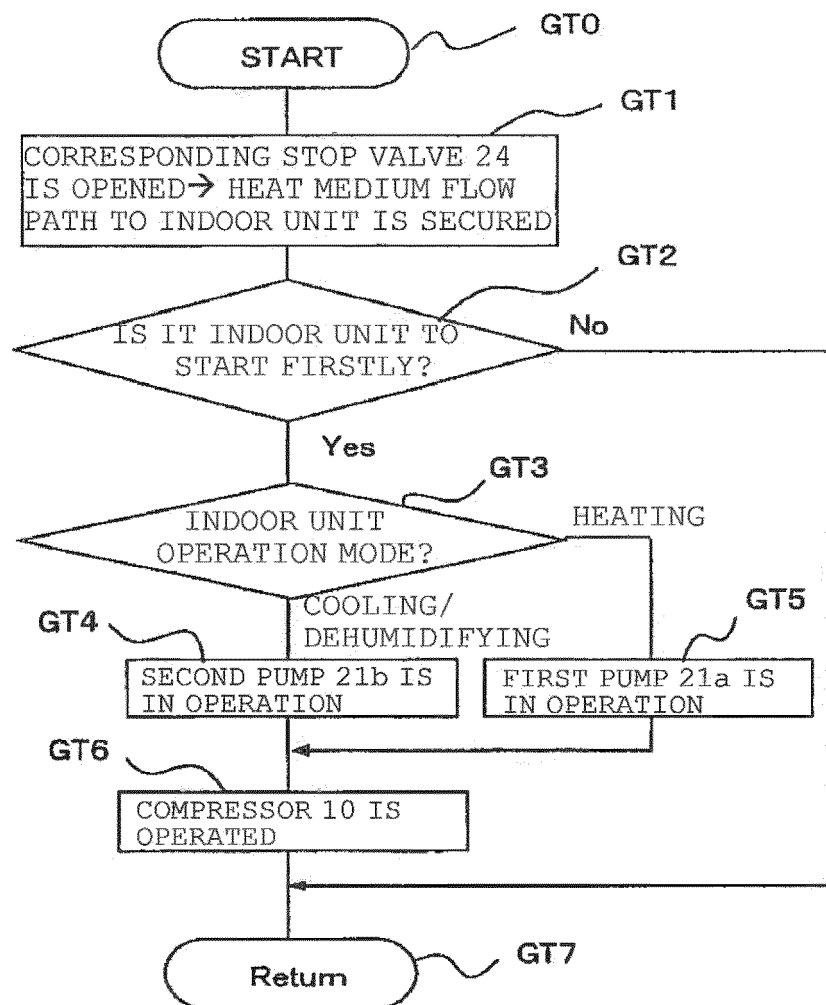 GT0
START
GT1
CORRESPONDING STOP VALVE 24
IS OPENED→ HEAT MEDIUM FLOW
PATH TO INDOOR UNIT IS SECURED
GT2
IS IT INDOOR UNIT TO
START FIRSTLY?
No
Yes
GT3
INDOOR UNIT
OPERATION MODE?
HEATING
COOLING/
DEHUMIDIFYING
GT4
SECOND PUMP 21b IS
IN OPERATION
GT5
FIRST PUMP 21a IS
IN OPERATION
GT6
COMPRESSOR 10 IS
OPERATED
GT7
Return